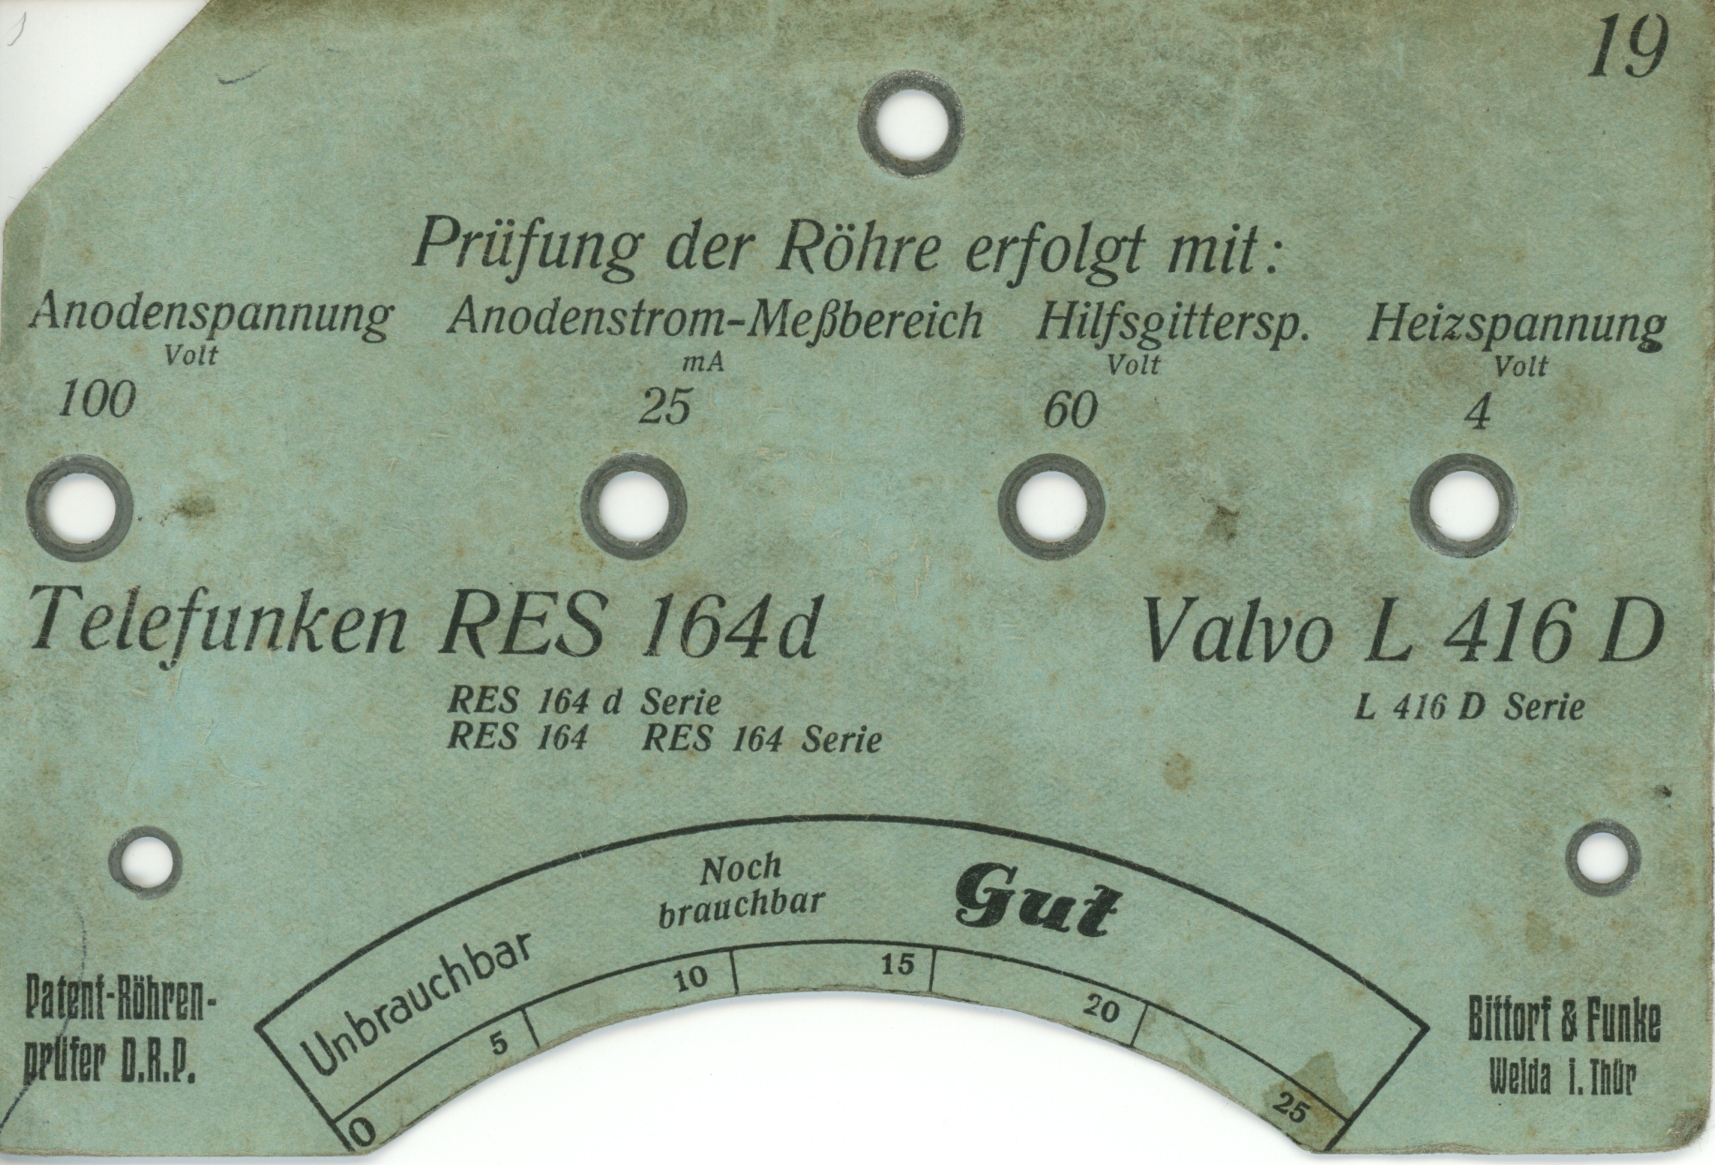 19
Prüfung der Röhre erfolgt mit:
Anodenspannung Anodenstrom-Meßbereich Hilfsgittersp. Heizspannung
Volt mA Volt Volt
100 25 60 4
Telefunken RES 164d Valvo L 416 D
RES 164 d Serie L 416 D Serie
RES 164 RES 164 Serie
Unbrauchbar Noch brauchbar Gut
0 5 10 15 20 25
Patent-Röhren-
prüfer D.R.P.
Bittorf & Funke
Weida i. Thür